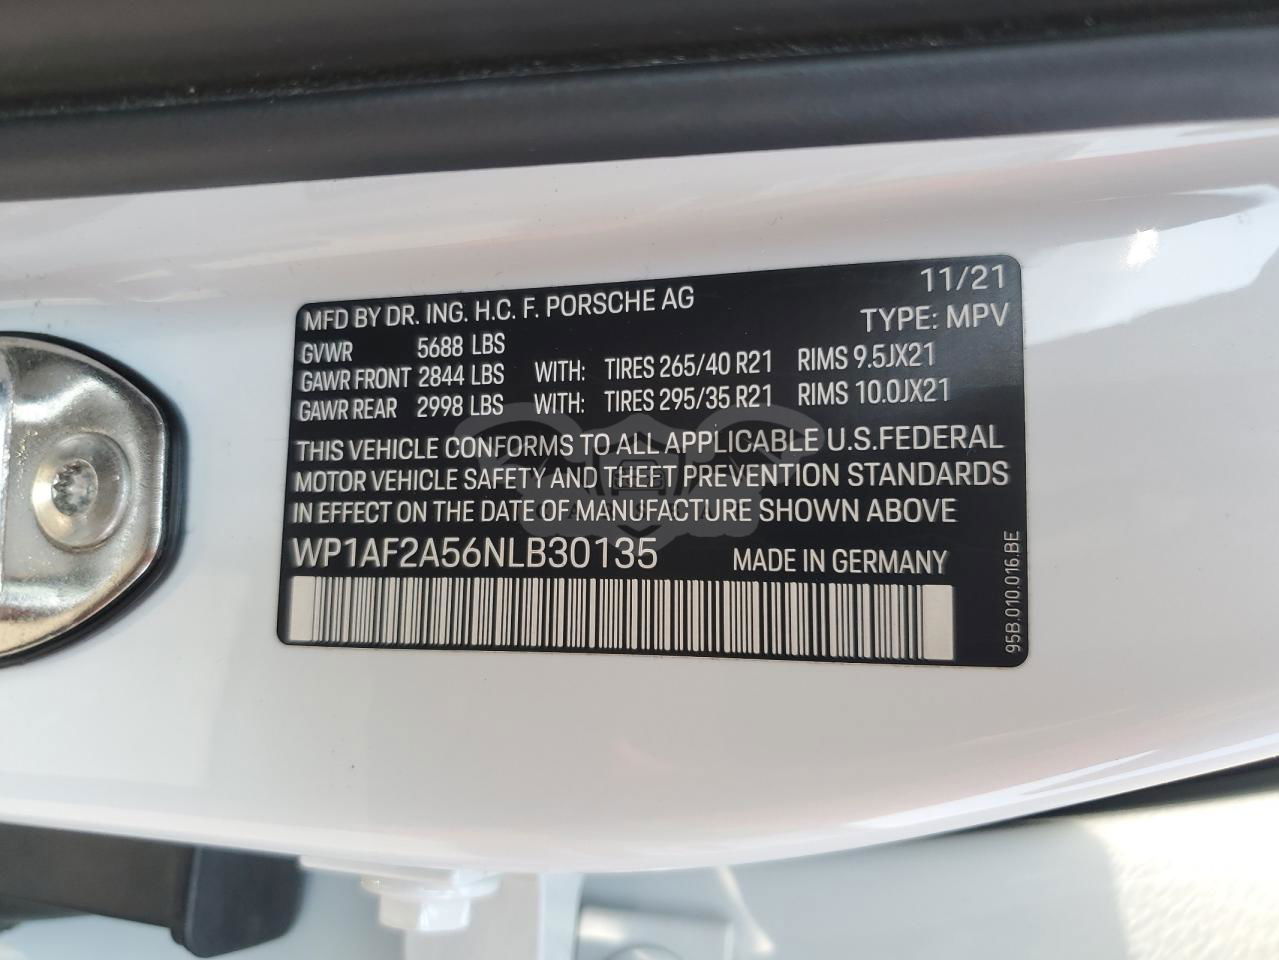 11/21
MFD BY DR. ING. H.C. F. PORSCHE AG
TYPE: MPV
GVWR 5688 LBS
GAWR FRONT 2844 LBS WITH: TIRES 265/40 R21 RIMS 9.5JX21
GAWR REAR 2998 LBS WITH: TIRES 295/35 R21 RIMS 10.0JX21
THIS VEHICLE CONFORMS TO ALL APPLICABLE U.S.FEDERAL
MOTOR VEHICLE SAFETY AND THEFT PREVENTION STANDARDS
IN EFFECT ON THE DATE OF MANUFACTURE SHOWN ABOVE
WP1AF2A56NLB30135 MADE IN GERMANY
95B.010.016.BE